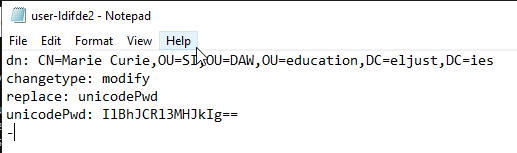 user-ldifde2 - Notepad
File Edit Format View Help
dn: CN=Marie Curie,OU=SI,OU=DAW,OU=education,DC=eljust,DC=ies
changetype: modify
replace: unicodePwd
unicodePwd: IlBhJCRl3MHJkIg==
-